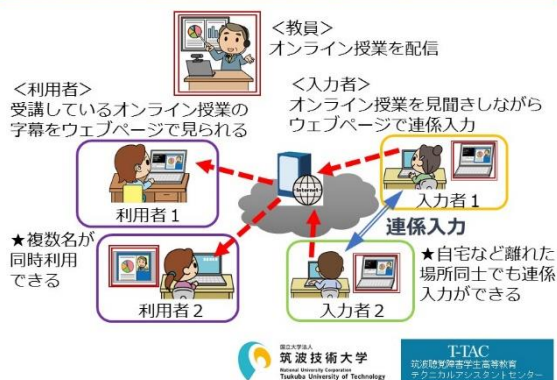 ＜教員＞
オンライン授業を配信
＜利用者＞
受講しているオンライン授業の
字幕をウェブページで見られる
＜入力者＞
オンライン授業を見聞きしながら
ウェブページで連係入力
Internet
利用者１
入力者１
連係入力
★複数名が
同時利用
できる
利用者２
入力者２
★自宅など離れた
場所同士でも連係
入力ができる
国立大学法人
筑波技術大学
National University Corporation
Tsukuba University of Technology
T-TAC
筑波聴覚障害学生高等教育
テクニカルアシスタントセンター